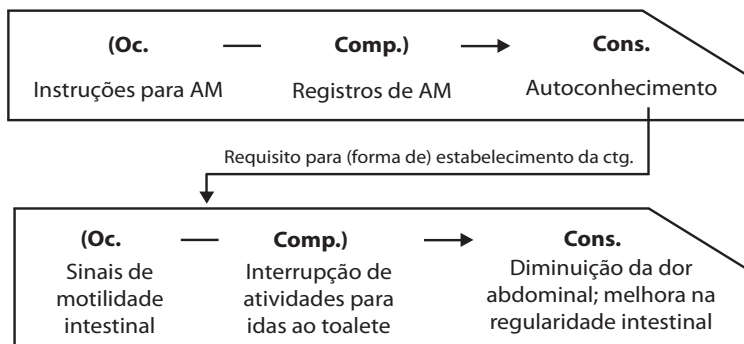 (Oc. — Comp.) → Cons.
Instruções para AM Registros de AM Autoconhecimento
Requisito para (forma de) estabelecimento da ctg.
(Oc. — Comp.) → Cons.
Sinais de
motilidade
intestinal
Interrupção de
atividades para
idas ao toalete
Diminuição da dor
abdominal; melhora na
regularidade intestinal